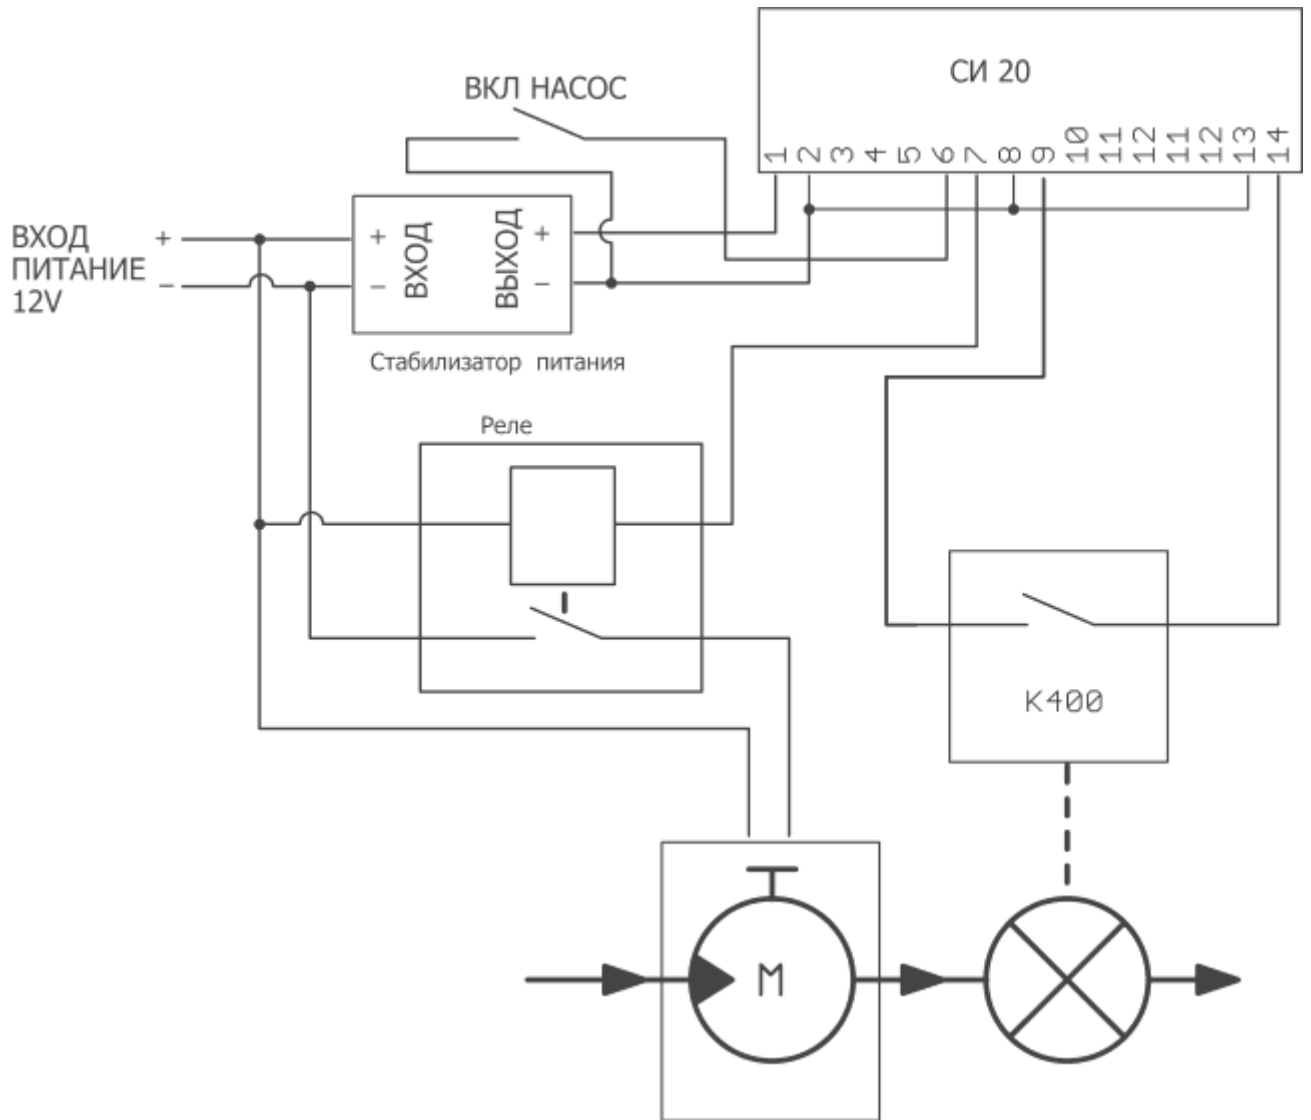 СИ 20
ВКЛ НАСОС
1 2 3 4 5 6 7 8 9 10 11 12 11 12 13 14
ВХОД
ПИТАНИЕ
12V
+
−
+
−
ВХОД
ВЫХОД
+
−
Стабилизатор питания
Реле
К400
М